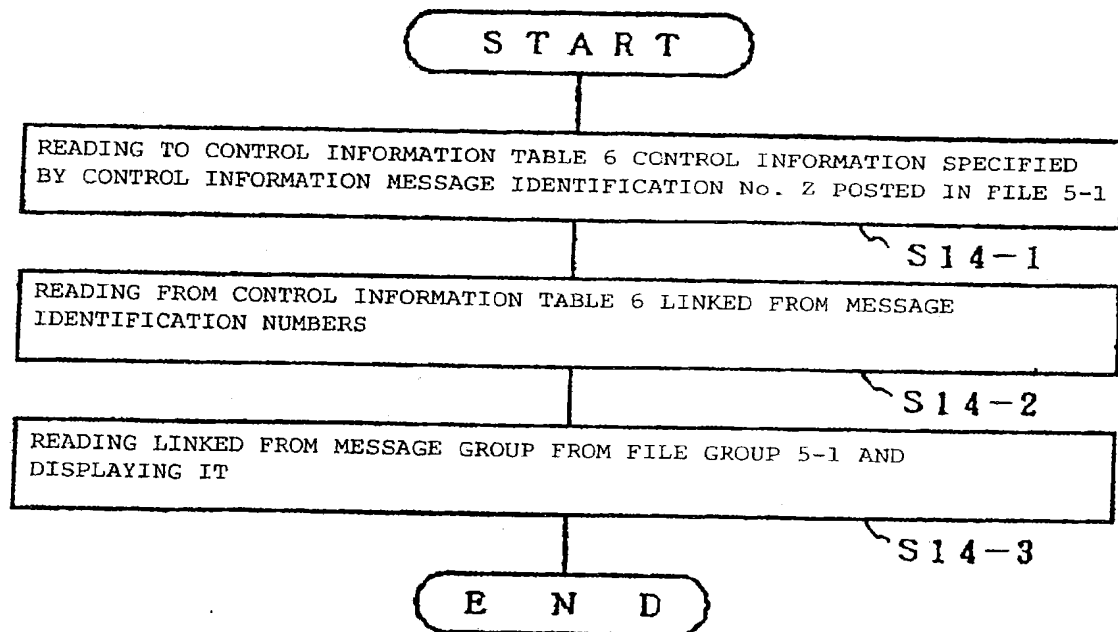 START
READING TO CONTROL INFORMATION TABLE 6 CONTROL INFORMATION SPECIFIED
BY CONTROL INFORMATION MESSAGE IDENTIFICATION No. Z POSTED IN FILE 5-1
S14-1
READING FROM CONTROL INFORMATION TABLE 6 LINKED FROM MESSAGE
IDENTIFICATION NUMBERS
S14-2
READING LINKED FROM MESSAGE GROUP FROM FILE GROUP 5-1 AND
DISPLAYING IT
S14-3
END